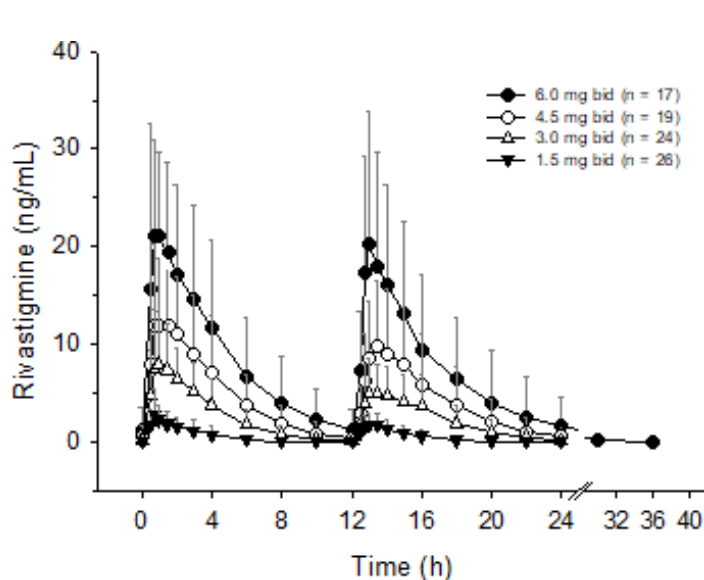 40
30
20
10
0
Rivastigmine (ng/mL)
6.0 mg bid (n = 17)
4.5 mg bid (n = 19)
3.0 mg bid (n = 24)
1.5 mg bid (n = 26)
0 4 8 12 16 20 24 32 36 40
Time (h)